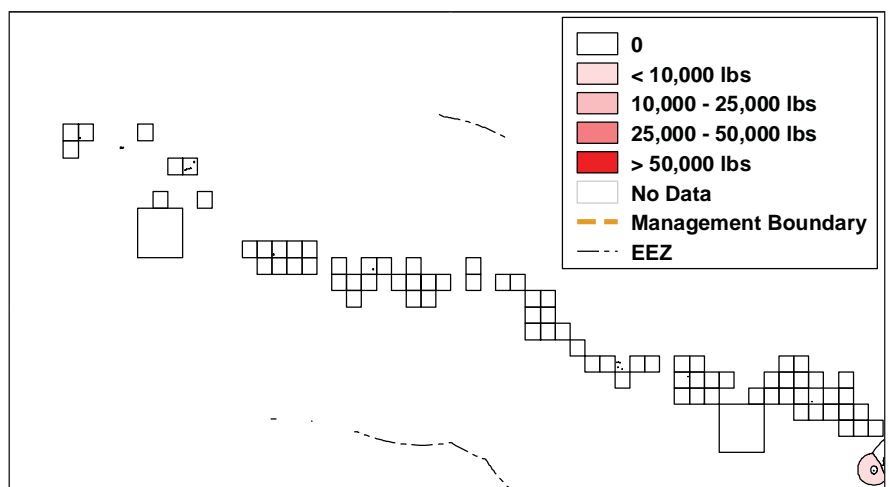 0
< 10,000 lbs
10,000 - 25,000 lbs
25,000 - 50,000 lbs
> 50,000 lbs
No Data
Management Boundary
EEZ